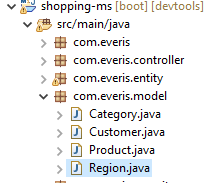 shopping-ms [boot] [devtools]
src/main/java
com.everis
com.everis.controller
com.everis.entity
com.everis.model
Category.java
Customer.java
Product.java
Region.java